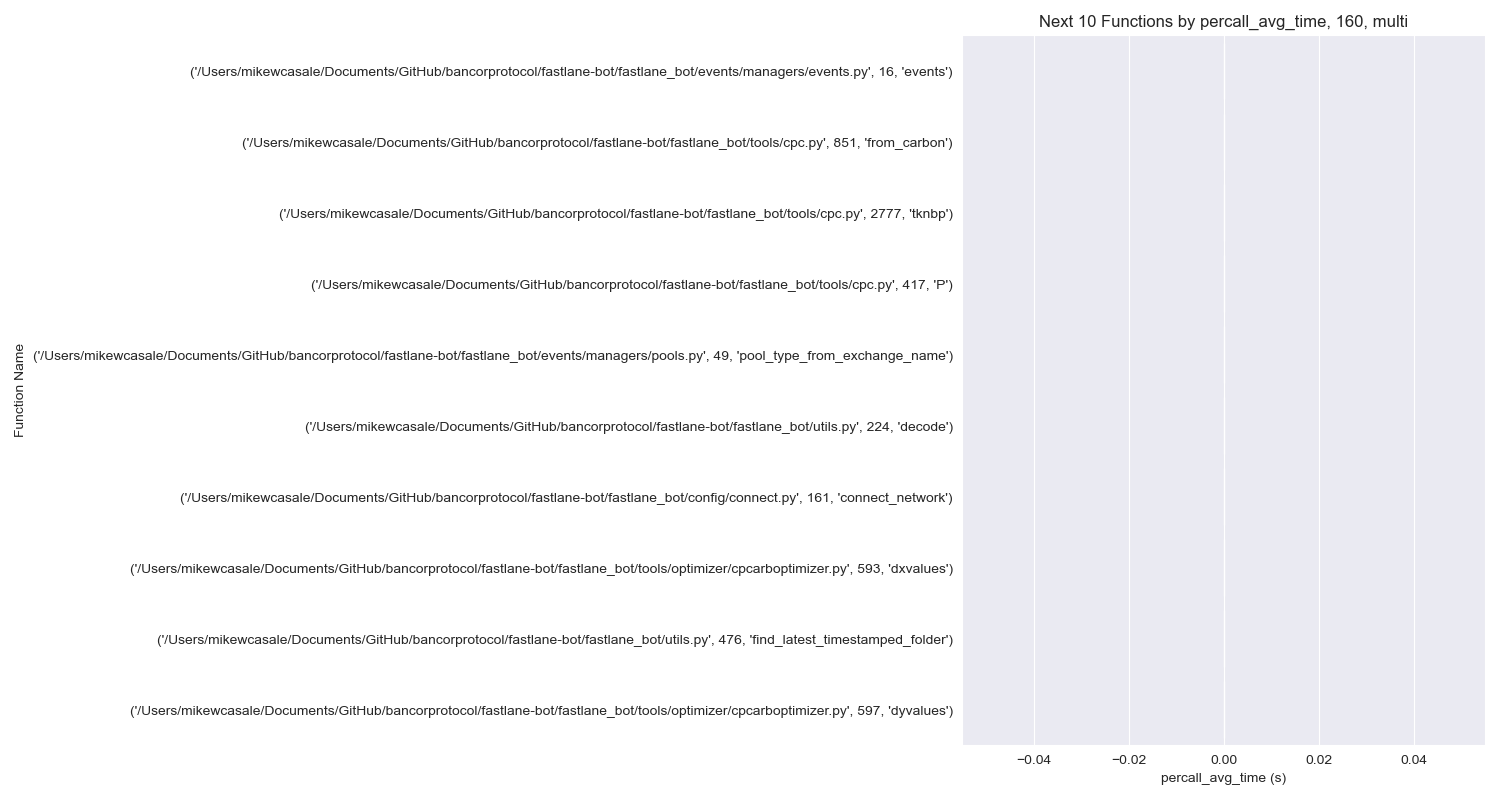 Next 10 Functions by percall_avg_time, 160, multi
Function Name
('/Users/mikewcasale/Documents/GitHub/bancorprotocol/fastlane-bot/fastlane_bot/events/managers/events.py', 16, 'events')
('/Users/mikewcasale/Documents/GitHub/bancorprotocol/fastlane-bot/fastlane_bot/tools/cpc.py', 851, 'from_carbon')
('/Users/mikewcasale/Documents/GitHub/bancorprotocol/fastlane-bot/fastlane_bot/tools/cpc.py', 2777, 'tknbp')
('/Users/mikewcasale/Documents/GitHub/bancorprotocol/fastlane-bot/fastlane_bot/tools/cpc.py', 417, 'P')
('/Users/mikewcasale/Documents/GitHub/bancorprotocol/fastlane-bot/fastlane_bot/events/managers/pools.py', 49, 'pool_type_from_exchange_name')
('/Users/mikewcasale/Documents/GitHub/bancorprotocol/fastlane-bot/fastlane_bot/utils.py', 224, 'decode')
('/Users/mikewcasale/Documents/GitHub/bancorprotocol/fastlane-bot/fastlane_bot/config/connect.py', 161, 'connect_network')
('/Users/mikewcasale/Documents/GitHub/bancorprotocol/fastlane-bot/fastlane_bot/tools/optimizer/cpcarboptimizer.py', 593, 'dxvalues')
('/Users/mikewcasale/Documents/GitHub/bancorprotocol/fastlane-bot/fastlane_bot/utils.py', 476, 'find_latest_timestamped_folder')
('/Users/mikewcasale/Documents/GitHub/bancorprotocol/fastlane-bot/fastlane_bot/tools/optimizer/cpcarboptimizer.py', 597, 'dyvalues')
−0.04 −0.02 0.00 0.02 0.04
percall_avg_time (s)